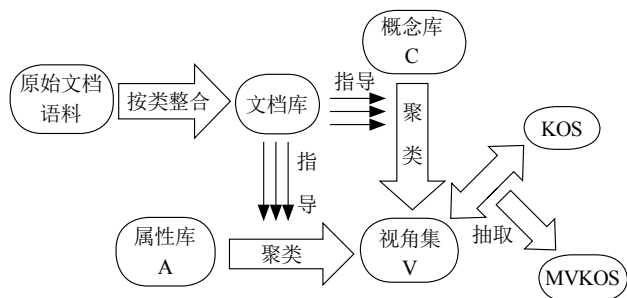 概念库
C
原始文档
语料
按类整合
文档库
指导
聚
类
KOS
指
导
属性库
A
聚类
视角集
V
抽取
MVKOS